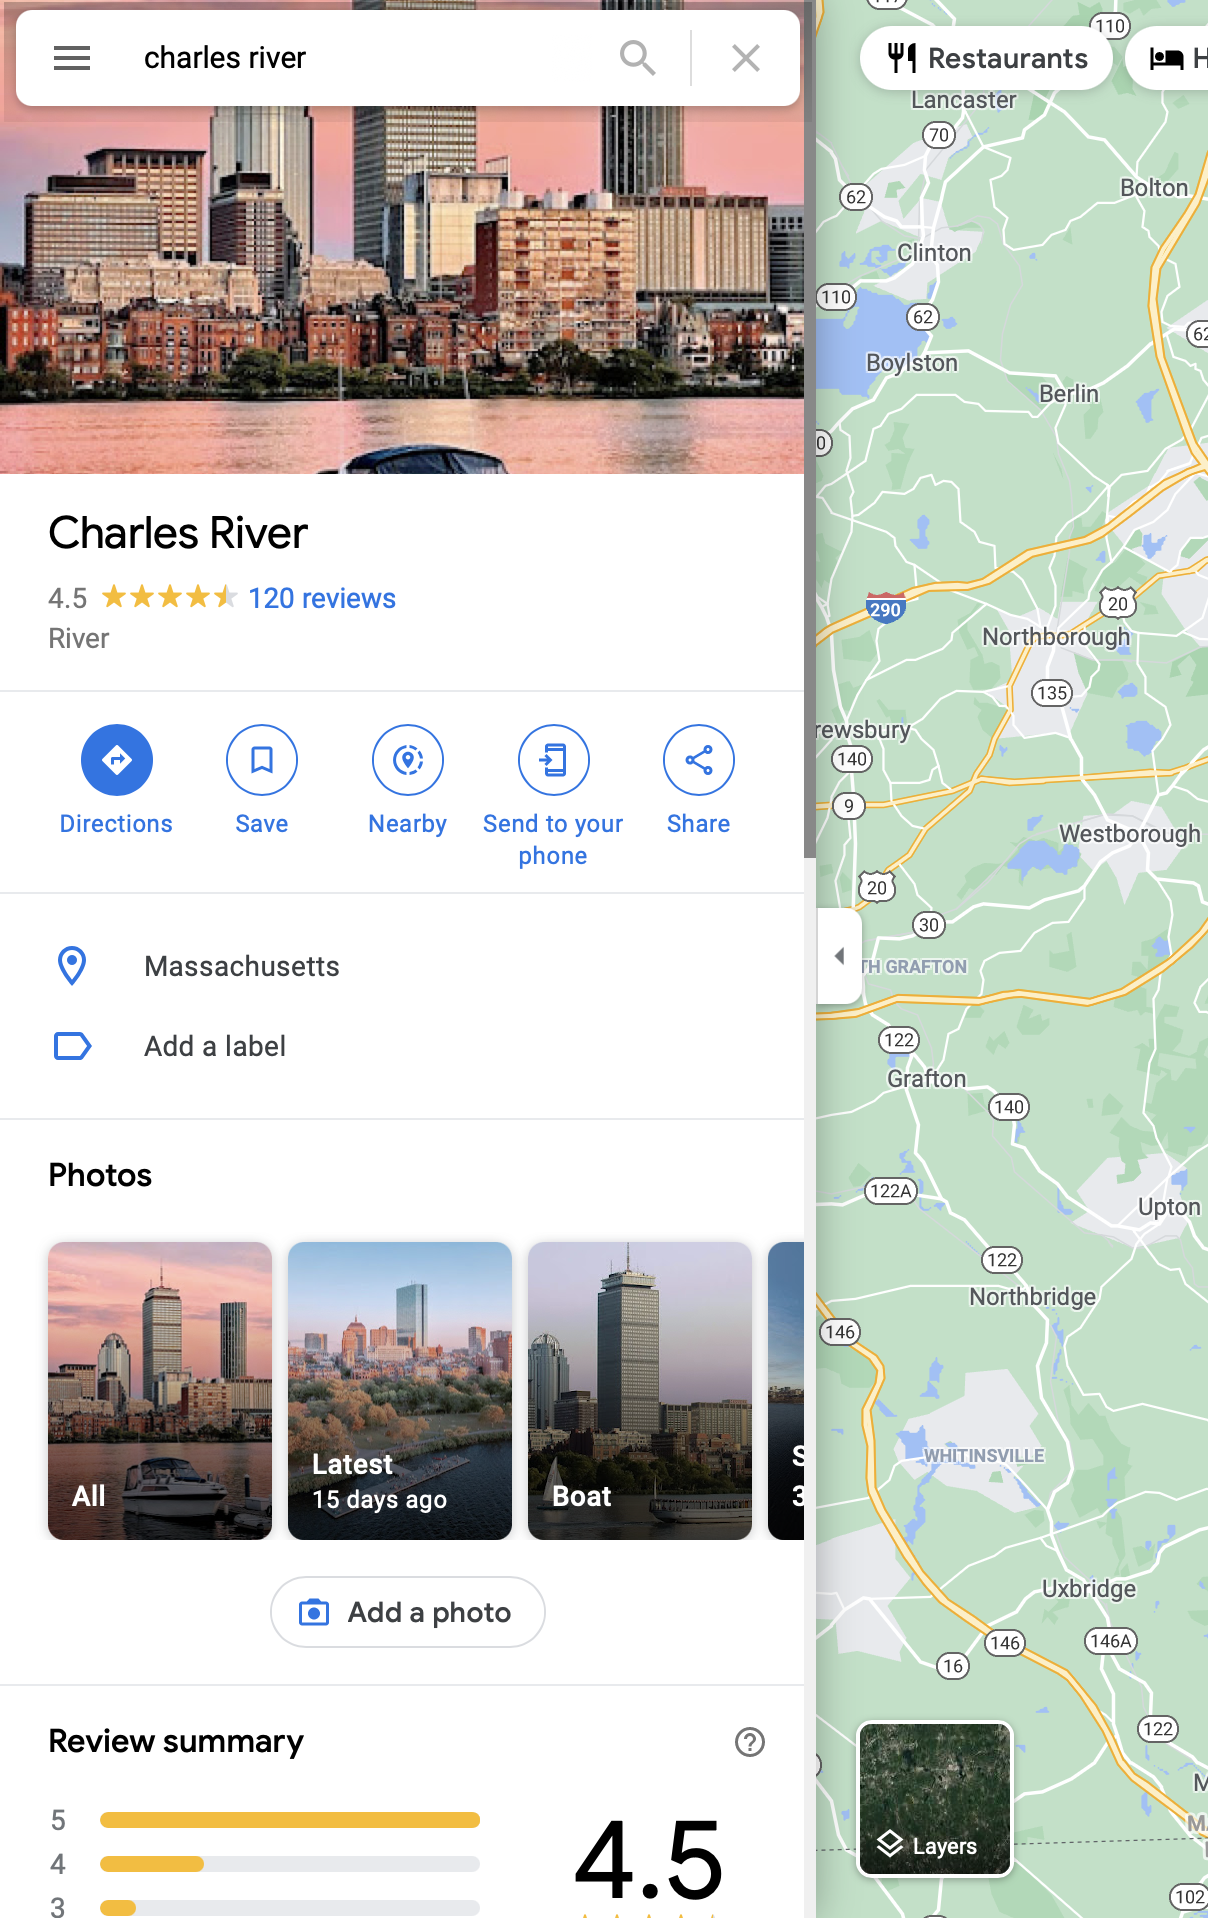 charles river
Charles River
4.5 120 reviews
River
Directions
Save
Nearby
Send to your
phone
Share
Massachusetts
Add a label
Photos
All
Latest
15 days ago
Boat
Add a photo
Review summary
5
4
3
4.5
Restaurants
110
Lancaster
70
Bolton
62
Clinton
110
62
Boylston
Berlin
290
20
Northborough
135
rewsbury
140
9
Westborough
20
30
TH GRAFTON
122
Grafton
140
122A
Upton
122
Northbridge
146
WHITINSVILLE
Uxbridge
146
146A
16
122
Layers
102